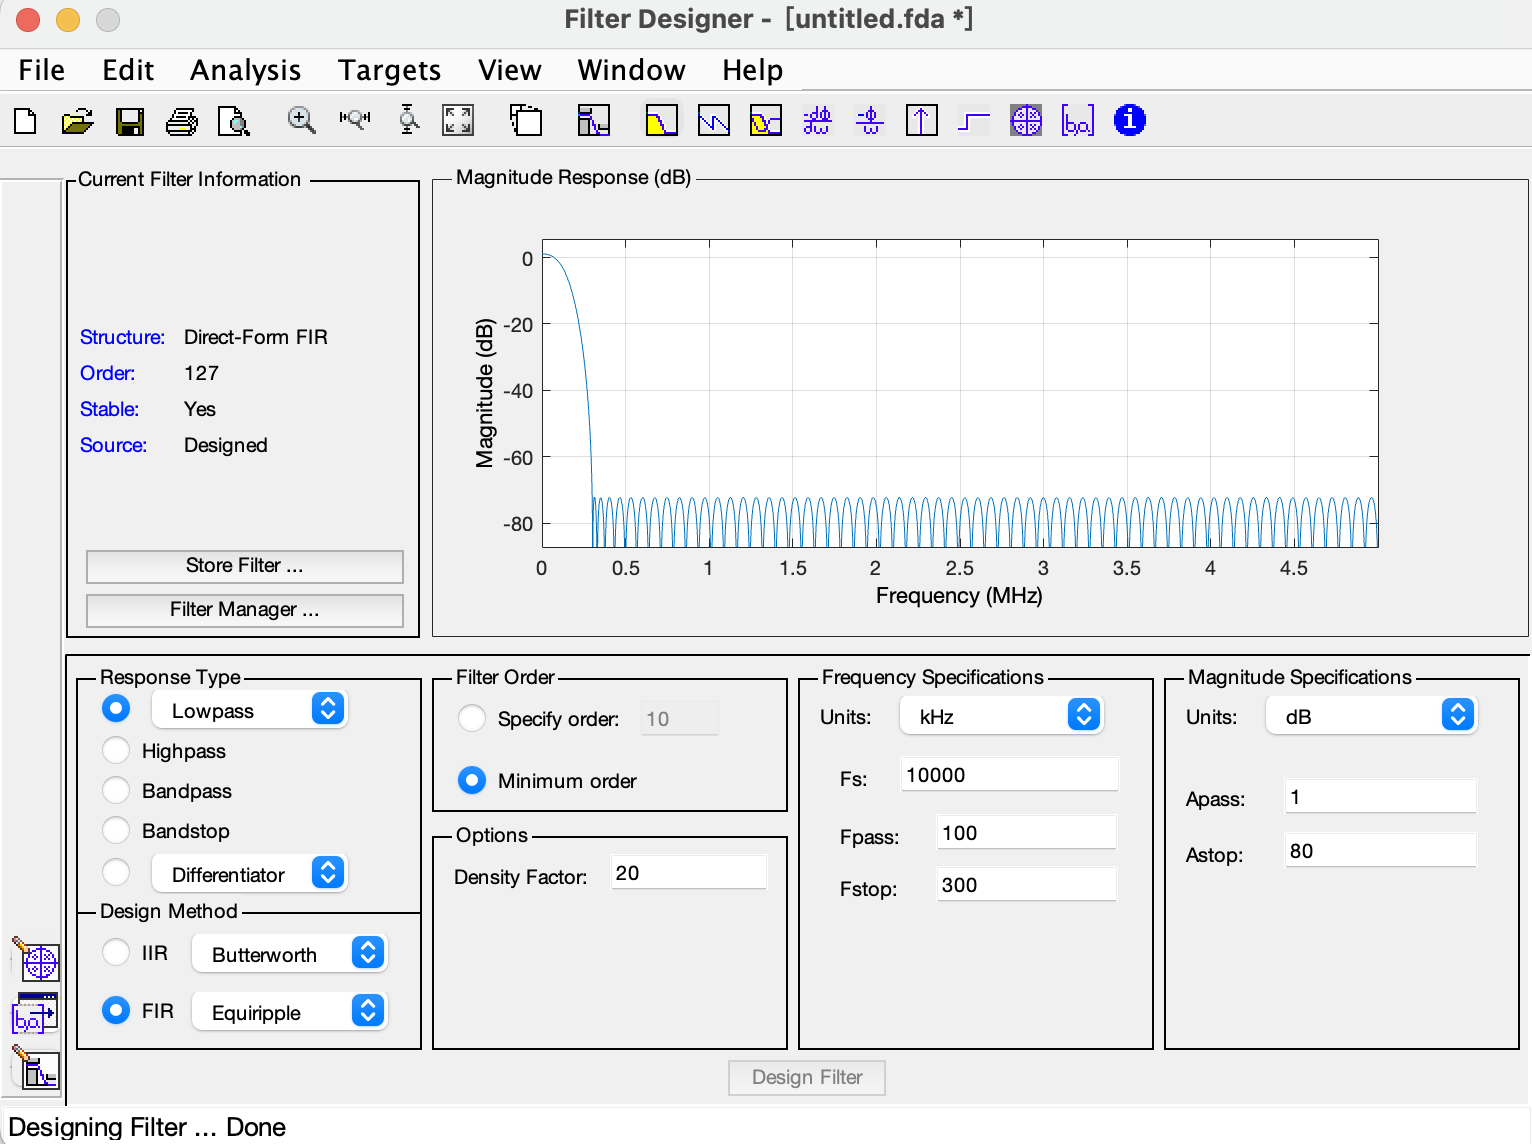 Filter Designer - [untitled.fda *]
File Edit Analysis Targets View Window Help
Current Filter Information
Structure: Direct-Form FIR
Order: 127
Stable: Yes
Source: Designed
Store Filter ...
Filter Manager ...
Magnitude Response (dB)
Magnitude (dB)
0
-20
-40
-60
-80
0 0.5 1 1.5 2 2.5 3 3.5 4 4.5
Frequency (MHz)
Response Type
Lowpass
Highpass
Bandpass
Bandstop
Differentiator
Design Method
IIR Butterworth
FIR Equiripple
Filter Order
Specify order: 10
Minimum order
Options
Density Factor: 20
Frequency Specifications
Units: kHz
Fs: 10000
Fpass: 100
Fstop: 300
Magnitude Specifications
Units: dB
Apass: 1
Astop: 80
Design Filter
Designing Filter ... Done